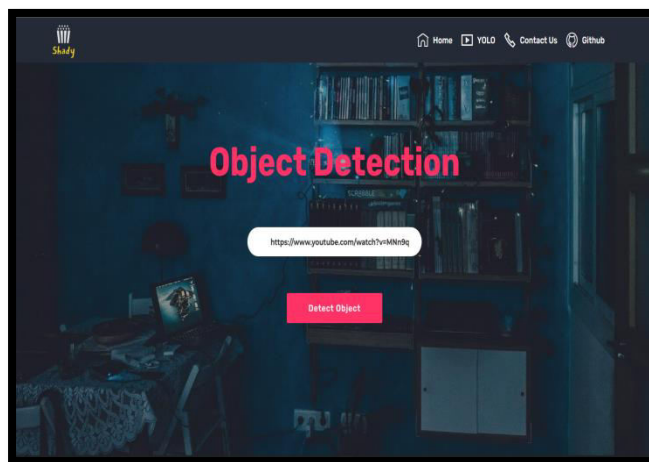 Shady
Home YOLO Contact Us Github
Object Detection
https://www.youtube.com/watch?v=MNn9q
Detect Object